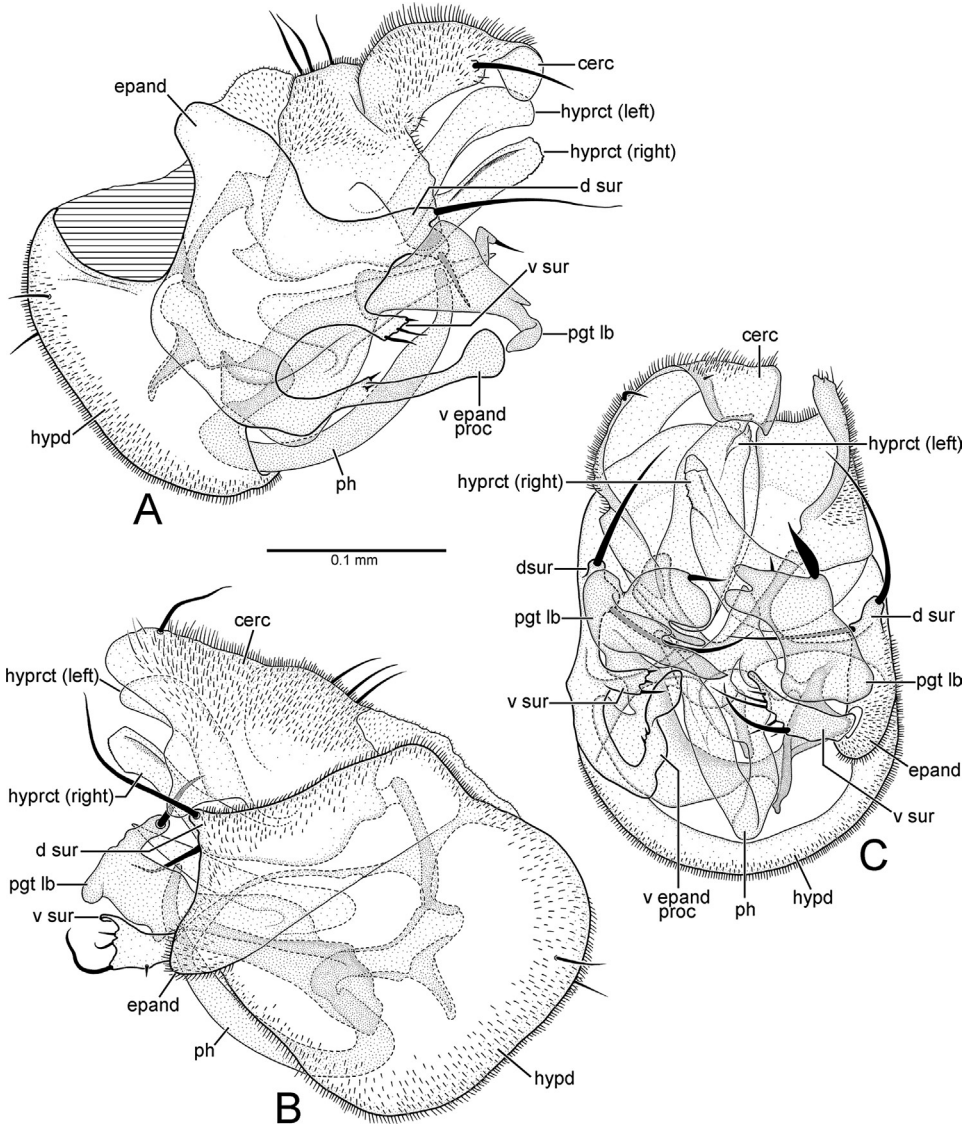 cerc
epand
hyprct (left)
hyprct (right)
d sur
v sur
pgt lb
v epand
proc
hypd
ph
A
0.1 mm
cerc
hyprct (left)
hyprct (right)
d sur
pgt lb
v sur
epand
ph
hypd
B
cerc
hyprct (left)
hyprct (right)
dsur
d sur
pgt lb
pgt lb
v sur
epand
v sur
C
v epand
proc
ph
hypd